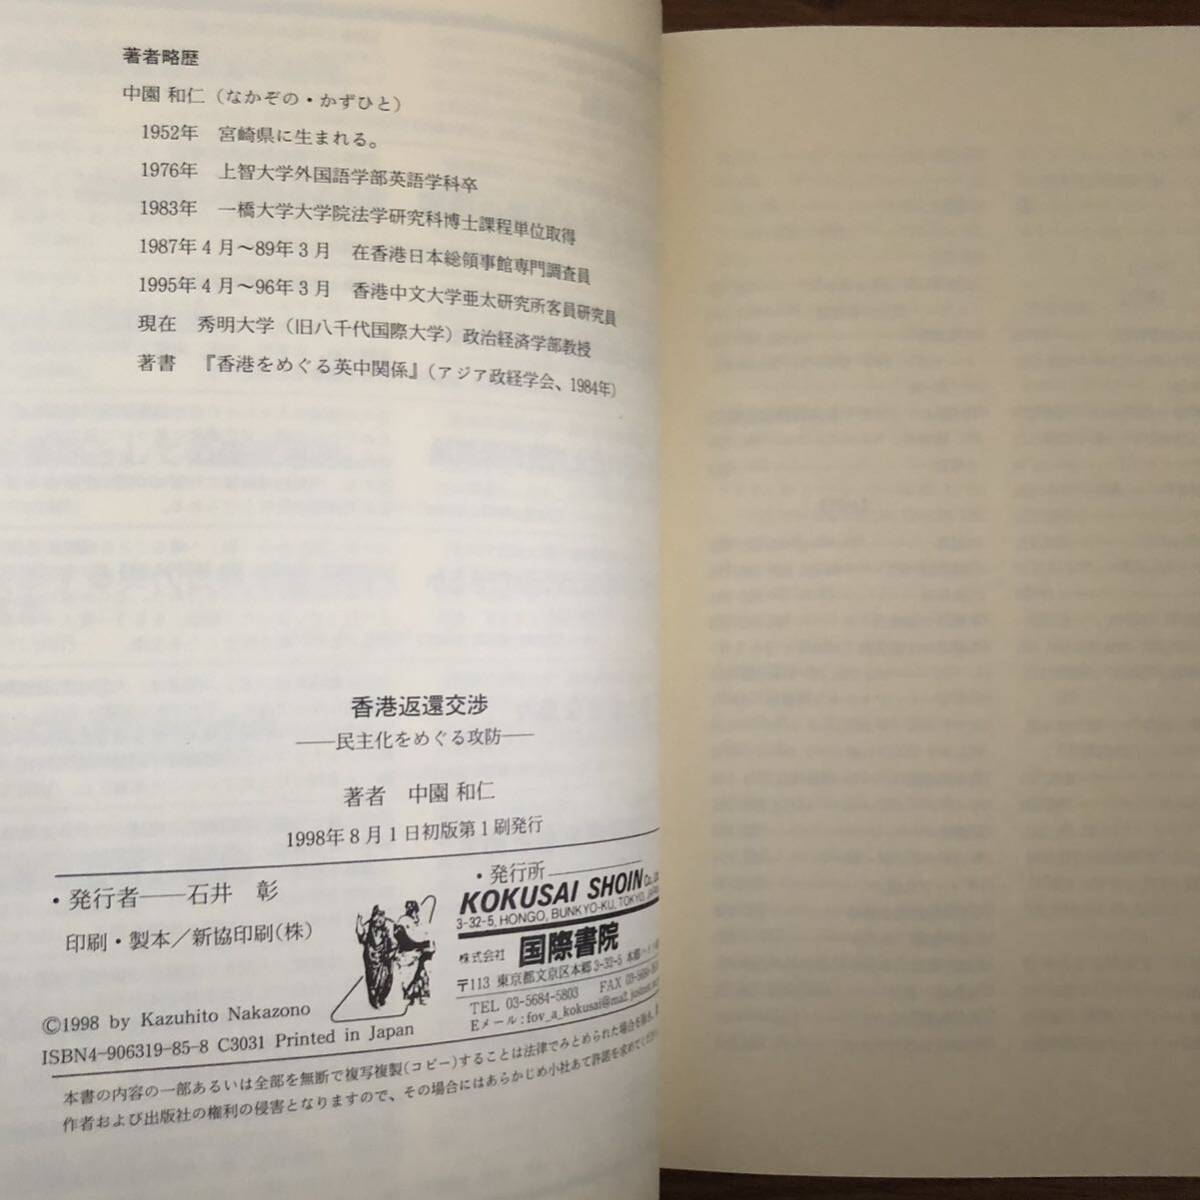 著者略歴
中園 和仁（なかぞの・かずひと）
1952年　宮崎県に生まれる。
1976年　上智大学外国語学部英語学科卒
1983年　一橋大学大学院法学研究科博士課程単位取得
1987年4月～89年3月　在香港日本総領事館専門調査員
1995年4月～96年3月　香港中文大学亜太研究所客員研究員
現在　秀明大学（旧八千代国際大学）政治経済学部教授
著書　『香港をめぐる英中関係』（アジア政経学会、1984年）
香港返還交渉
――民主化をめぐる攻防――
著者　中園 和仁
1998年8月1日初版第1刷発行
・発行者――石井　彰
印刷・製本／新協印刷（株）
・発行所
KOKUSAI SHOIN Co., Ltd
3-32-5, HONGO, BUNKYO-KU, TOKYO, JAPAN
株式会社 国際書院
〒113 東京都文京区本郷3-32-5
TEL 03-5684-5803　FAX 03-5684
Eメール：fov_a_kokusai@ma2.justnet
©1998 by Kazuhito Nakazono
ISBN4-906319-85-8 C3031 Printed in Japan
本書の内容の一部あるいは全部を無断で複写複製（コピー）することは法律でみとめられた場合を除き、
作者および出版社の権利の侵害となりますので、その場合にはあらかじめ小社あて許諾を求めてくだ